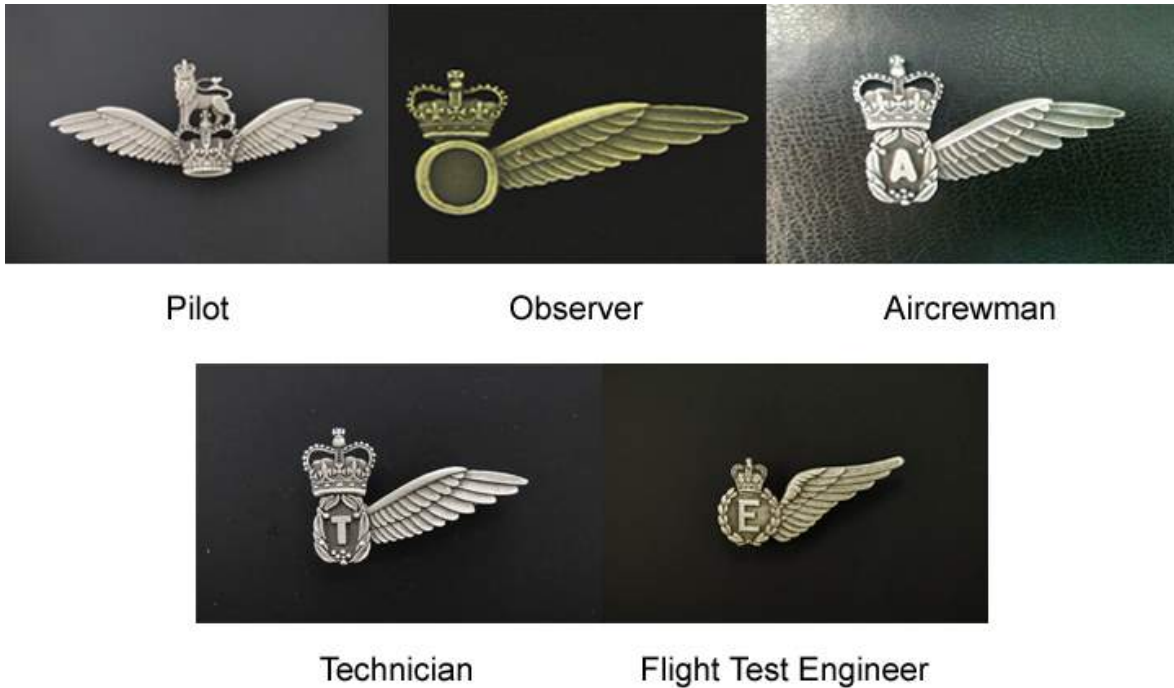 O
A
Pilot
Observer
Aircrewman
T
E
Technician
Flight Test Engineer